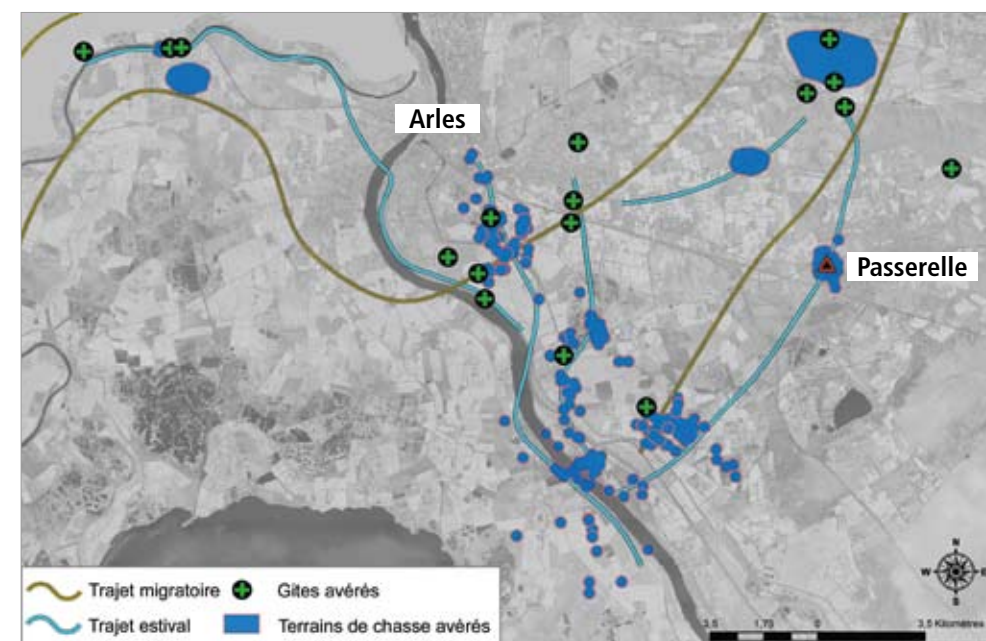 Arles
Passerelle
N
W E
S
Trajet migratoire
Gîtes avérés
Trajet estival
Terrains de chasse avérés
3,5 1,75 0 3,5 Kilomètres